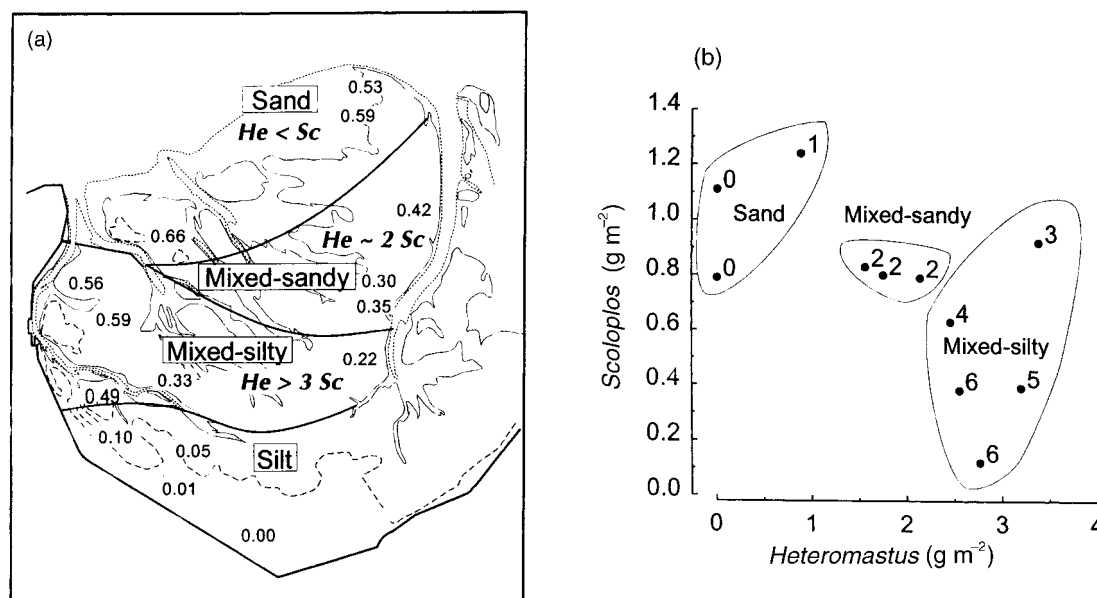 (a)
0.53
Sand
0.59
He < Sc
0.42
0.66
He ~ 2 Sc
Mixed-sandy
0.30
0.56
0.35
0.59
Mixed-silty
0.22
0.33
He > 3 Sc
0.49
0.10
0.05
Silt
0.01
0.00
(b)
1.4
1.2
1.0
0.8
0.6
0.4
0.2
0.0
Scoloplos (g m⁻²)
0
1
Sand
0
Mixed-sandy
2
2
2
3
4
Mixed-silty
6
5
6
0
1
2
3
4
Heteromastus (g m⁻²)